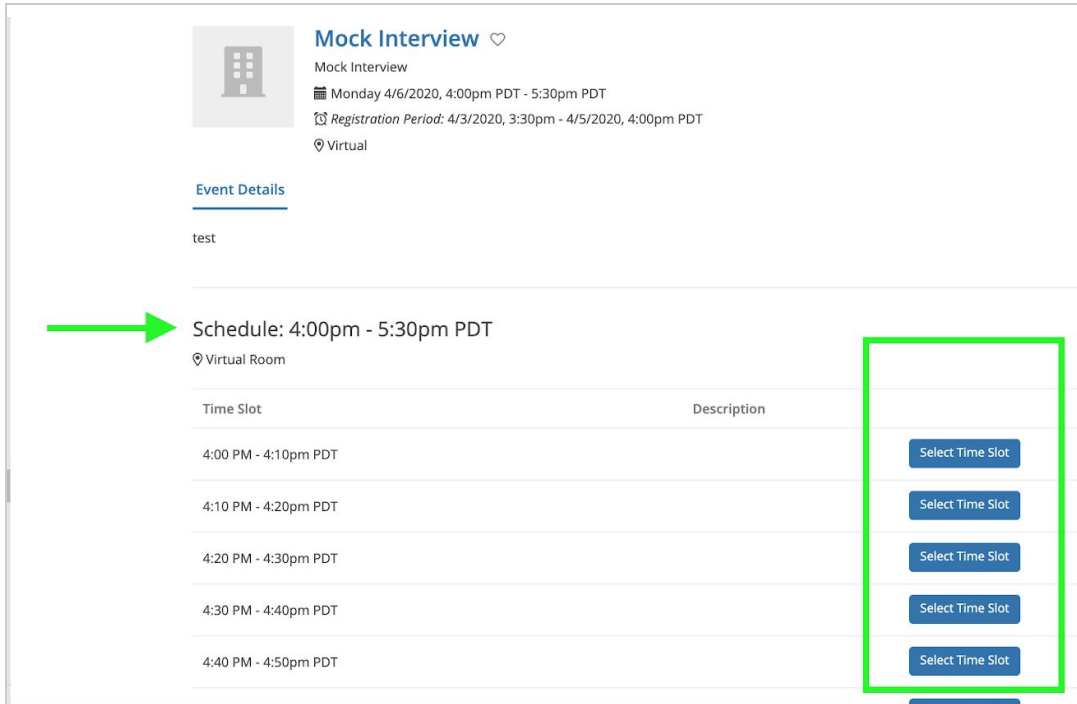 Mock Interview
Mock Interview
Monday 4/6/2020, 4:00pm PDT - 5:30pm PDT
Registration Period: 4/3/2020, 3:30pm - 4/5/2020, 4:00pm PDT
Virtual
Event Details
test
Schedule: 4:00pm - 5:30pm PDT
Virtual Room
Time Slot Description
4:00 PM - 4:10pm PDT Select Time Slot
4:10 PM - 4:20pm PDT Select Time Slot
4:20 PM - 4:30pm PDT Select Time Slot
4:30 PM - 4:40pm PDT Select Time Slot
4:40 PM - 4:50pm PDT Select Time Slot